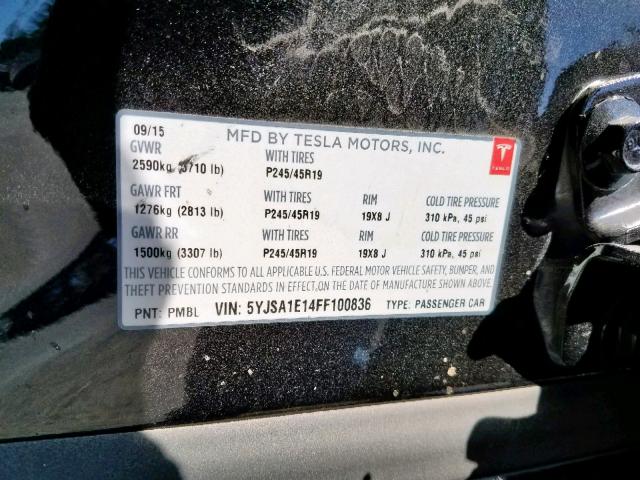 09/15 MFD BY TESLA MOTORS, INC.
GVWR WITH TIRES
2590kg (5710 lb) P245/45R19
TESLA
GAWR FRT WITH TIRES RIM COLD TIRE PRESSURE
1276kg (2813 lb) P245/45R19 19X8 J 310 kPa, 45 psi
GAWR RR WITH TIRES RIM COLD TIRE PRESSURE
1500kg (3307 lb) P245/45R19 19X8 J 310 kPa, 45 psi
THIS VEHICLE CONFORMS TO ALL APPLICABLE U.S. FEDERAL MOTOR VEHICLE SAFETY, BUMPER, AND
THEFT PREVENTION STANDARDS IN EFFECT ON THE DATE OF MANUFACTURE SHOWN ABOVE.
PNT: PMBL VIN: 5YJSA1E14FF100836 TYPE: PASSENGER CAR